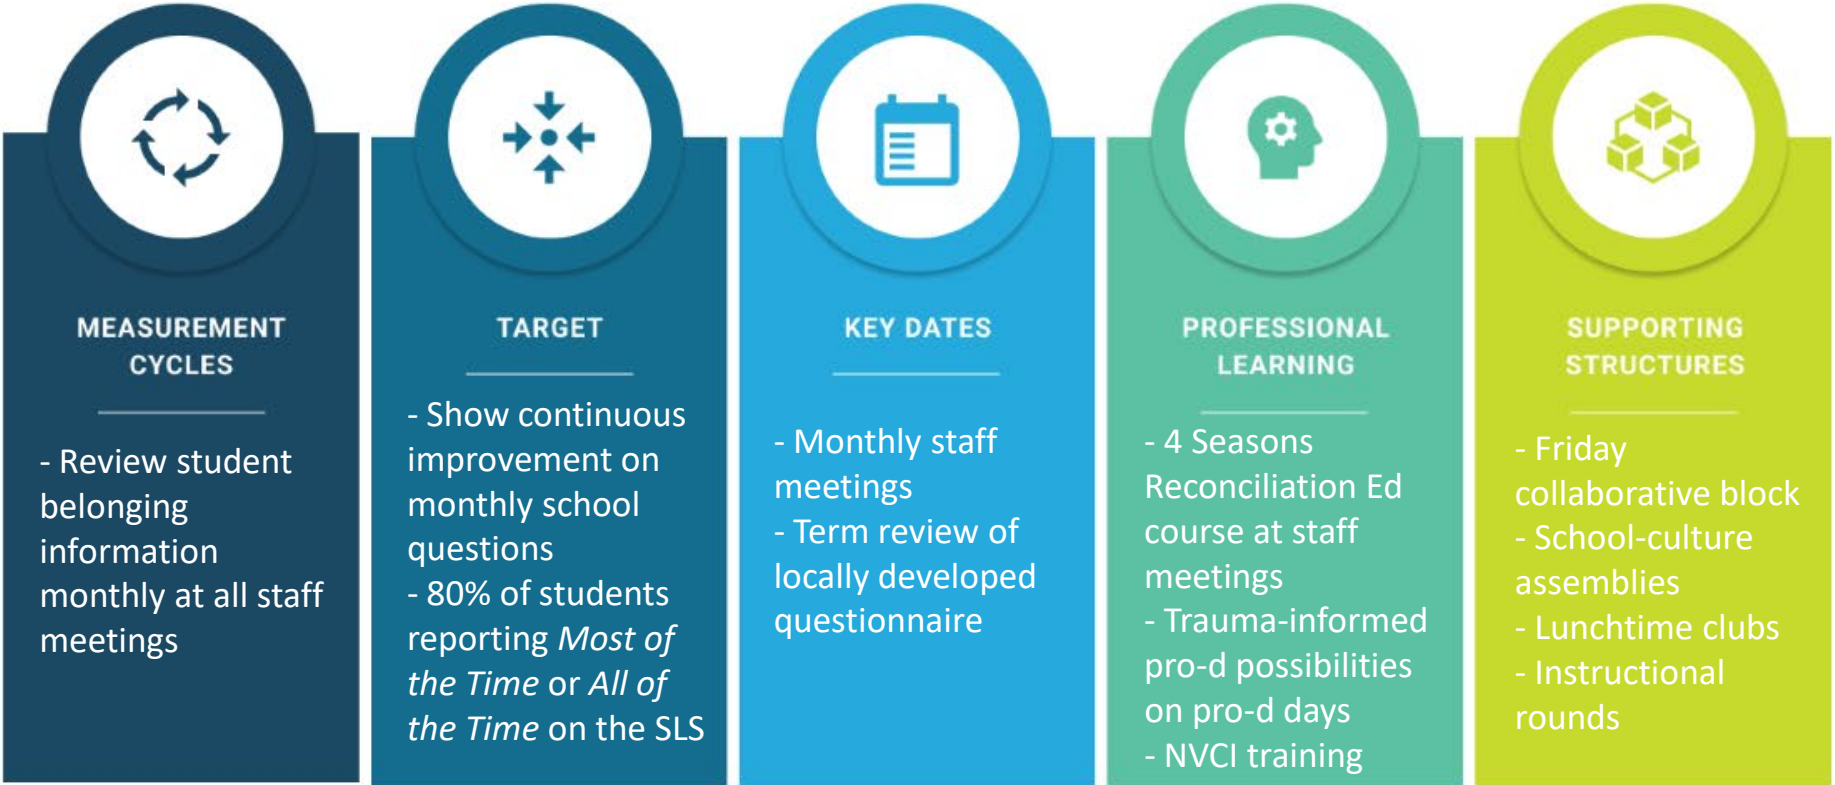 MEASUREMENT
CYCLES
- Review student
belonging
information
monthly at all staff
meetings
TARGET
- Show continuous
improvement on
monthly school
questions
- 80% of students
reporting Most of
the Time or All of
the Time on the SLS
KEY DATES
- Monthly staff
meetings
- Term review of
locally developed
questionnaire
PROFESSIONAL
LEARNING
- 4 Seasons
Reconciliation Ed
course at staff
meetings
- Trauma-informed
pro-d possibilities
on pro-d days
- NVCI training
SUPPORTING
STRUCTURES
- Friday
collaborative block
- School-culture
assemblies
- Lunchtime clubs
- Instructional
rounds